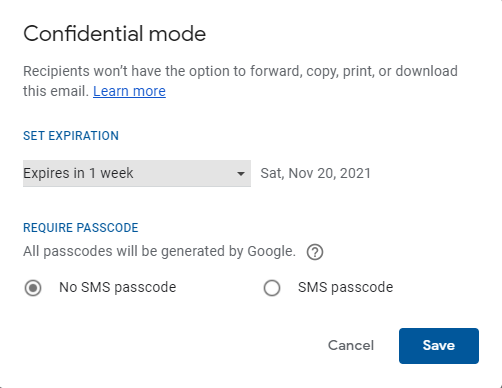 Confidential mode
Recipients won't have the option to forward, copy, print, or download
this email. Learn more
SET EXPIRATION
Expires in 1 week Sat, Nov 20, 2021
REQUIRE PASSCODE
All passcodes will be generated by Google. ?
No SMS passcode SMS passcode
Cancel Save